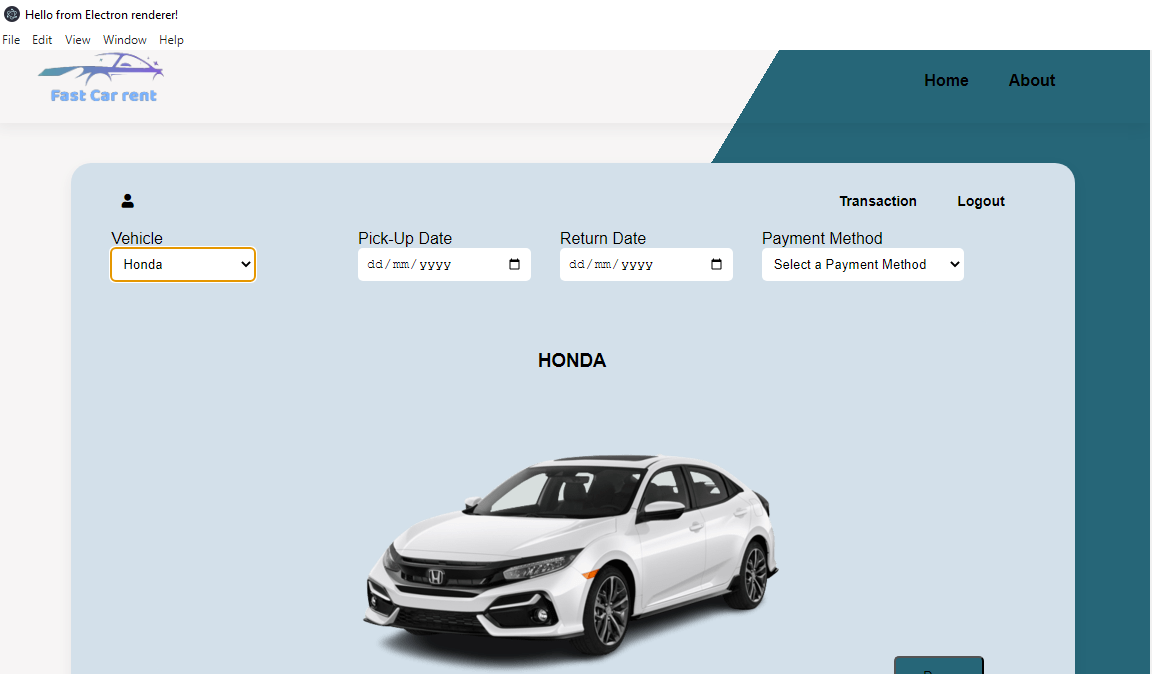 Hello from Electron renderer!
File Edit View Window Help
Fast Car rent
Home About
Transaction Logout
Vehicle Pick-Up Date Return Date Payment Method
Honda dd/mm/yyyy dd/mm/yyyy Select a Payment Method
HONDA